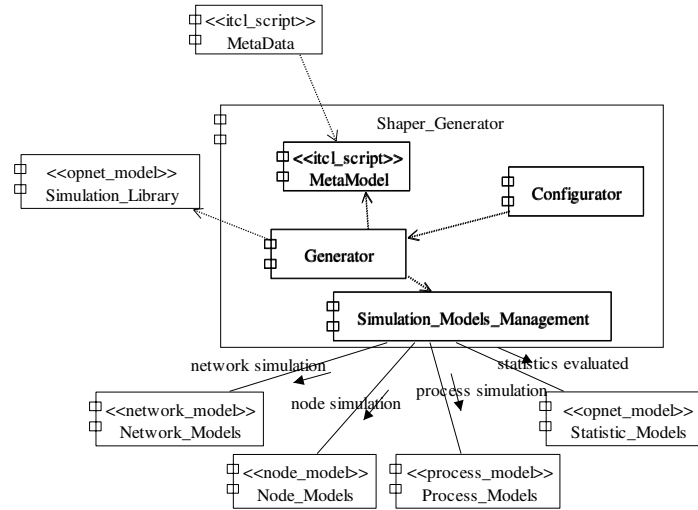 <<itcl_script>>
MetaData
Shaper_Generator
<<itcl_script>>
MetaModel
<<opnet_model>>
Simulation_Library
Configurator
Generator
Simulation_Models_Management
network simulation
statistics evaluated
node simulation
process simulation
<<network_model>>
Network_Models
<<opnet_model>>
Statistic_Models
<<node_model>>
Node_Models
<<process_model>>
Process_Models